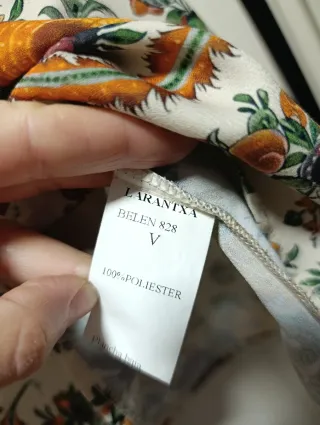 LARANTXA
BELEN 828
V
100%POLIESTER